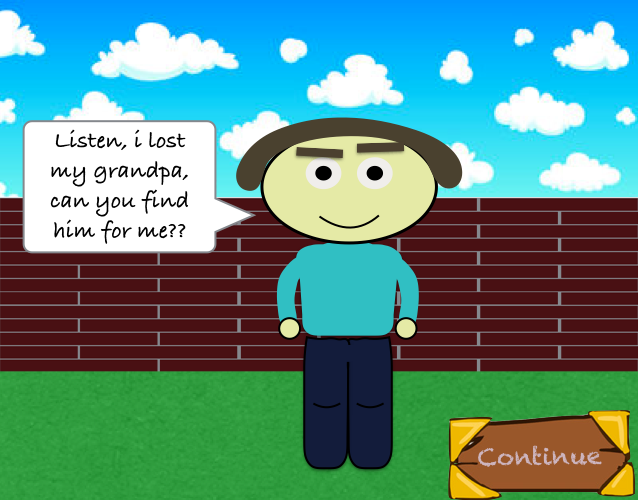 Listen, i lost
my grandpa,
can you find
him for me??
Continue